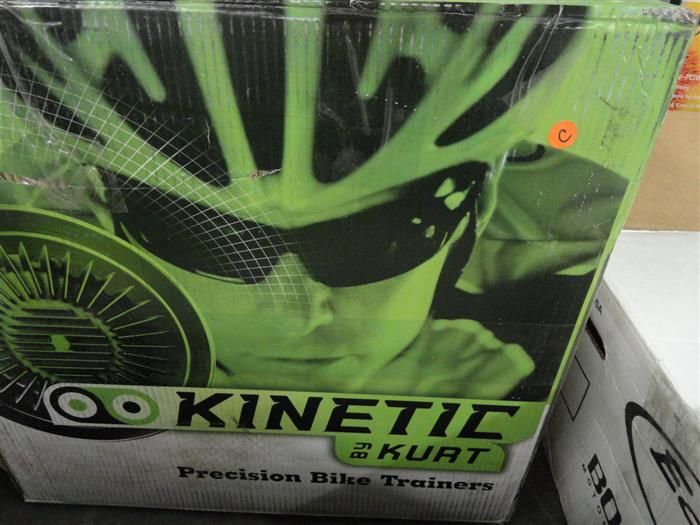 C
KINETIC
BY KURT
Precision Bike Trainers